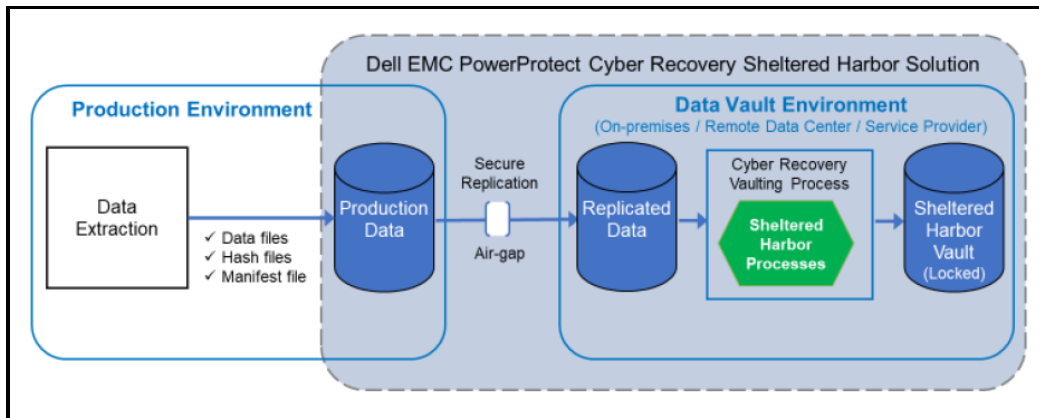 Dell EMC PowerProtect Cyber Recovery Sheltered Harbor Solution
Production Environment
Data
Extraction
✓ Data files
✓ Hash files
✓ Manifest file
Production
Data
Secure
Replication
Air-gap
Data Vault Environment
(On-premises / Remote Data Center / Service Provider)
Replicated
Data
Cyber Recovery
Vaulting Process
Sheltered
Harbor
Processes
Sheltered
Harbor
Vault
(Locked)